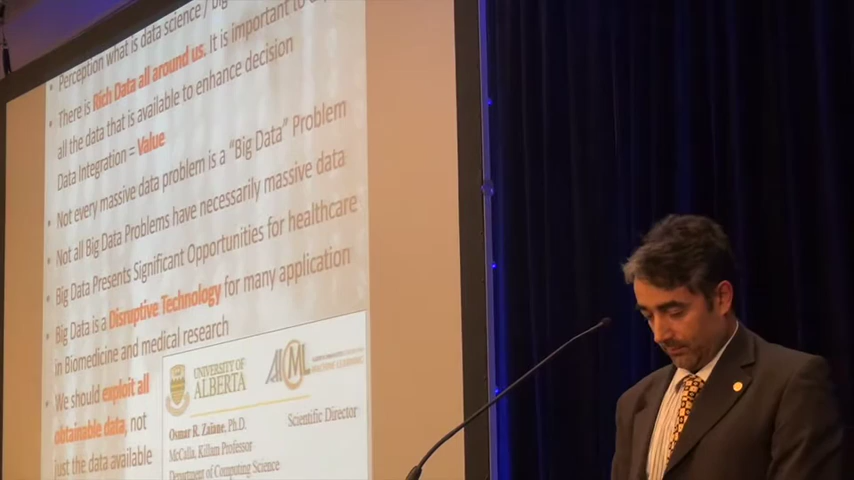 Perception what is data science /
There is Rich Data all around us. It is important to
all the data that is available to enhance decision
Data Integration = Value
Not every massive data problem is a "Big Data" Problem
Not all Big Data Problems have necessarily massive data
Big Data Presents Significant Opportunities for Healthcare
Big Data is a Disruptive Technology for many application
in Biomedicine and in medical research
We should exploit all
obtainable data, not
just the data available
UNIVERSITY OF
ALBERTA
MACHINE LEARNING
Osmar R. Zaïane, Ph.D.
McCalla, Killam Professor
Department of Computing Science
Scientific Director